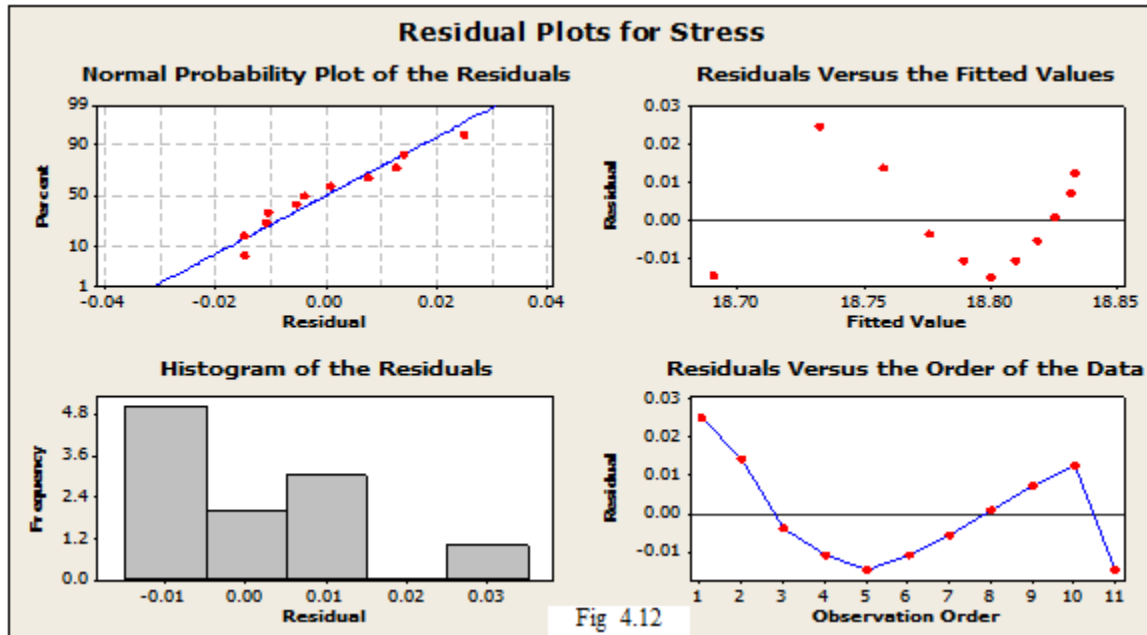 Residual Plots for Stress
Normal Probability Plot of the Residuals
99
90
50
10
1
Percent
-0.04 -0.02 0.00 0.02 0.04
Residual
Residuals Versus the Fitted Values
0.03
0.02
0.01
0.00
-0.01
Residual
18.70 18.75 18.80 18.85
Fitted Value
Histogram of the Residuals
4.8
3.6
2.4
1.2
0.0
Frequency
-0.01 0.00 0.01 0.02 0.03
Residual
Residuals Versus the Order of the Data
0.03
0.02
0.01
0.00
-0.01
Residual
1 2 3 4 5 6 7 8 9 10 11
Observation Order
Fig 4.12